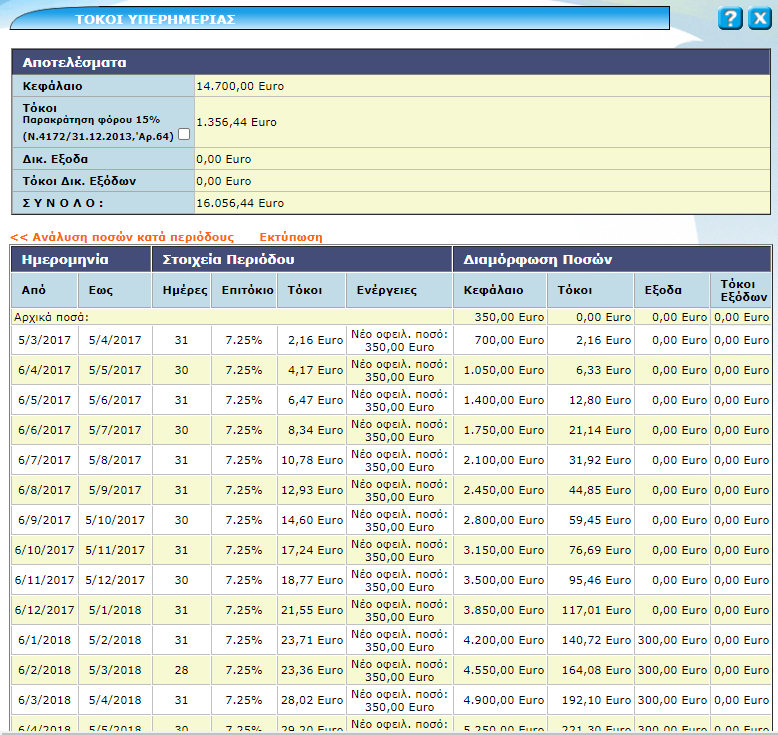 ΤΟΚΟΙ ΥΠΕΡΗΜΕΡΙΑΣ
? X
Αποτελέσματα
Κεφάλαιο 14.700,00 Euro
Τόκοι
Παρακράτηση φόρου 15%
(Ν.4172/31.12.2013,'Αρ.64) 1.356,44 Euro
Δικ. Εξοδα 0,00 Euro
Τόκοι Δικ. Εξόδων 0,00 Euro
Σ Υ Ν Ο Λ Ο : 16.056,44 Euro
<< Ανάλυση ποσών κατά περιόδους Εκτύπωση
Ημερομηνία Στοιχεία Περιόδου Διαμόρφωση Ποσών
Από Εως Ημέρες Επιτόκιο Τόκοι Ενέργειες Κεφάλαιο Τόκοι Εξοδα Τόκοι Εξόδων
Αρχικά ποσά: 350,00 Euro 0,00 Euro 0,00 Euro 0,00 Euro
5/3/2017 5/4/2017 31 7.25% 2,16 Euro Νέο οφειλ. ποσό: 350,00 Euro 700,00 Euro 2,16 Euro 0,00 Euro 0,00 Euro
6/4/2017 5/5/2017 30 7.25% 4,17 Euro Νέο οφειλ. ποσό: 350,00 Euro 1.050,00 Euro 6,33 Euro 0,00 Euro 0,00 Euro
6/5/2017 5/6/2017 31 7.25% 6,47 Euro Νέο οφειλ. ποσό: 350,00 Euro 1.400,00 Euro 12,80 Euro 0,00 Euro 0,00 Euro
6/6/2017 5/7/2017 30 7.25% 8,34 Euro Νέο οφειλ. ποσό: 350,00 Euro 1.750,00 Euro 21,14 Euro 0,00 Euro 0,00 Euro
6/7/2017 5/8/2017 31 7.25% 10,78 Euro Νέο οφειλ. ποσό: 350,00 Euro 2.100,00 Euro 31,92 Euro 0,00 Euro 0,00 Euro
6/8/2017 5/9/2017 31 7.25% 12,93 Euro Νέο οφειλ. ποσό: 350,00 Euro 2.450,00 Euro 44,85 Euro 0,00 Euro 0,00 Euro
6/9/2017 5/10/2017 30 7.25% 14,60 Euro Νέο οφειλ. ποσό: 350,00 Euro 2.800,00 Euro 59,45 Euro 0,00 Euro 0,00 Euro
6/10/2017 5/11/2017 31 7.25% 17,24 Euro Νέο οφειλ. ποσό: 350,00 Euro 3.150,00 Euro 76,69 Euro 0,00 Euro 0,00 Euro
6/11/2017 5/12/2017 30 7.25% 18,77 Euro Νέο οφειλ. ποσό: 350,00 Euro 3.500,00 Euro 95,46 Euro 0,00 Euro 0,00 Euro
6/12/2017 5/1/2018 31 7.25% 21,55 Euro Νέο οφειλ. ποσό: 350,00 Euro 3.850,00 Euro 117,01 Euro 0,00 Euro 0,00 Euro
6/1/2018 5/2/2018 31 7.25% 23,71 Euro Νέο οφειλ. ποσό: 350,00 Euro 4.200,00 Euro 140,72 Euro 300,00 Euro 0,00 Euro
6/2/2018 5/3/2018 28 7.25% 23,36 Euro Νέο οφειλ. ποσό: 350,00 Euro 4.550,00 Euro 164,08 Euro 300,00 Euro 0,00 Euro
6/3/2018 5/4/2018 31 7.25% 28,02 Euro Νέο οφειλ. ποσό: 350,00 Euro 4.900,00 Euro 192,10 Euro 300,00 Euro 0,00 Euro
6/4/2018 5/5/2018 30 7.25% 29,20 Euro Νέο οφειλ. ποσό: 5.250,00 Euro 221,30 Euro 300,00 Euro 0,00 Euro